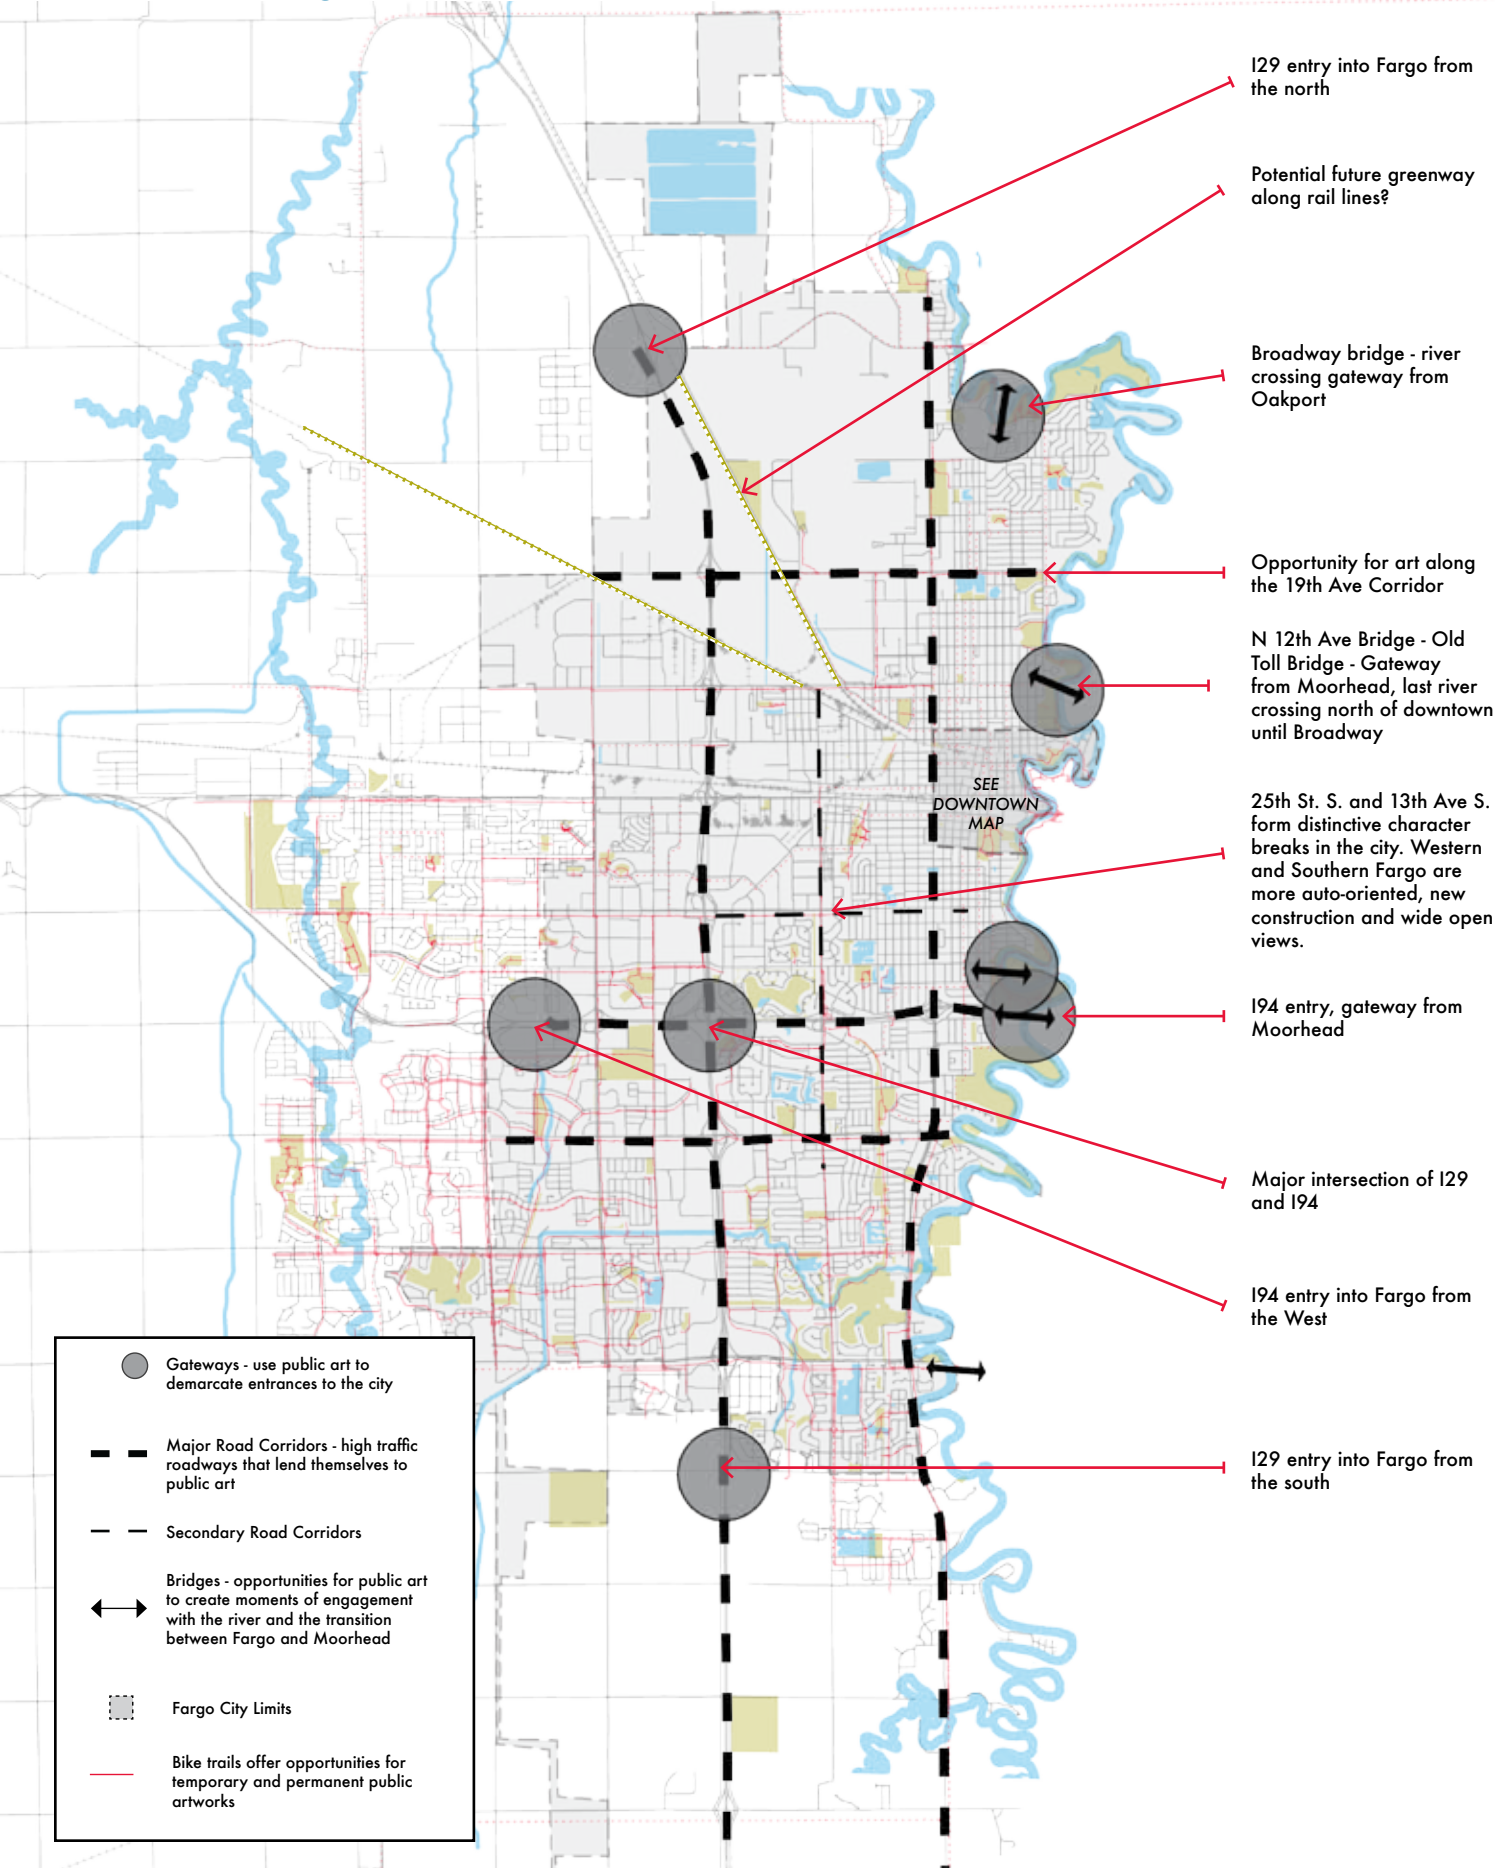 I29 entry into Fargo from
the north
Potential future greenway
along rail lines?
Broadway bridge - river
crossing gateway from
Oakport
Opportunity for art along
the 19th Ave Corridor
N 12th Ave Bridge - Old
Toll Bridge - Gateway
from Moorhead, last river
crossing north of downtown
until Broadway
SEE
DOWNTOWN
MAP
25th St. S. and 13th Ave S.
form distinctive character
breaks in the city. Western
and Southern Fargo are
more auto-oriented, new
construction and wide open
views.
I94 entry, gateway from
Moorhead
Major intersection of I29
and I94
I94 entry into Fargo from
the West
I29 entry into Fargo from
the south
Gateways - use public art to
demarcate entrances to the city
Major Road Corridors - high traffic
roadways that lend themselves to
public art
Secondary Road Corridors
Bridges - opportunities for public art
to create moments of engagement
with the river and the transition
between Fargo and Moorhead
Fargo City Limits
Bike trails offer opportunities for
temporary and permanent public
artworks